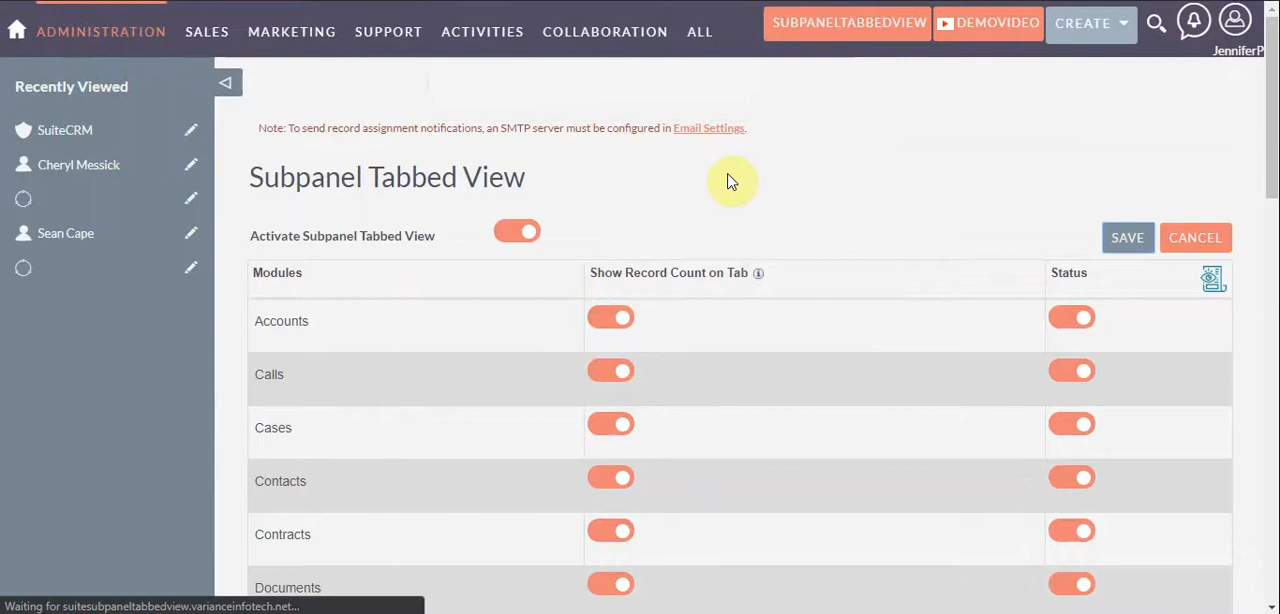 ADMINISTRATION SALES MARKETING SUPPORT ACTIVITIES COLLABORATION ALL SUBPANELTABBEDVIEW DEMOVIDEO CREATE
JenniferP
Recently Viewed
SuiteCRM
Cheryl Messick
Sean Cape
Note: To send record assignment notifications, an SMTP server must be configured in Email Settings.
Subpanel Tabbed View
Activate Subpanel Tabbed View
SAVE CANCEL
Modules Show Record Count on Tab Status
Accounts
Calls
Cases
Contacts
Contracts
Documents
Waiting for suitesubpaneltabbedview.varianceinfotech.net...